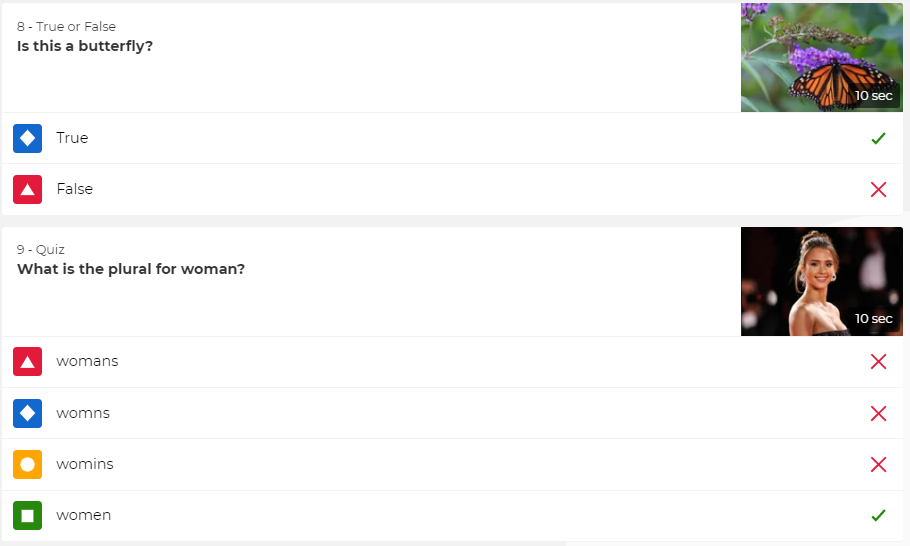 8 - True or False
Is this a butterfly?
10 sec
True
False
9 - Quiz
What is the plural for woman?
10 sec
womans
womns
womins
women